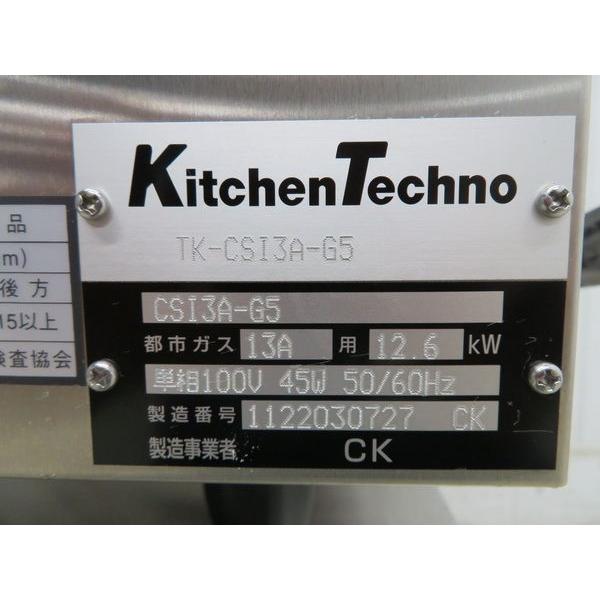 KitchenTechno
TK-CSI3A-G5
CSI3A-G5
都市ガス 13A 用 12.6 kW
単相100V 45W 50/60Hz
製造番号 1122030727 CK
製造事業者 CK
品
m)
後方
15以上
検査協会